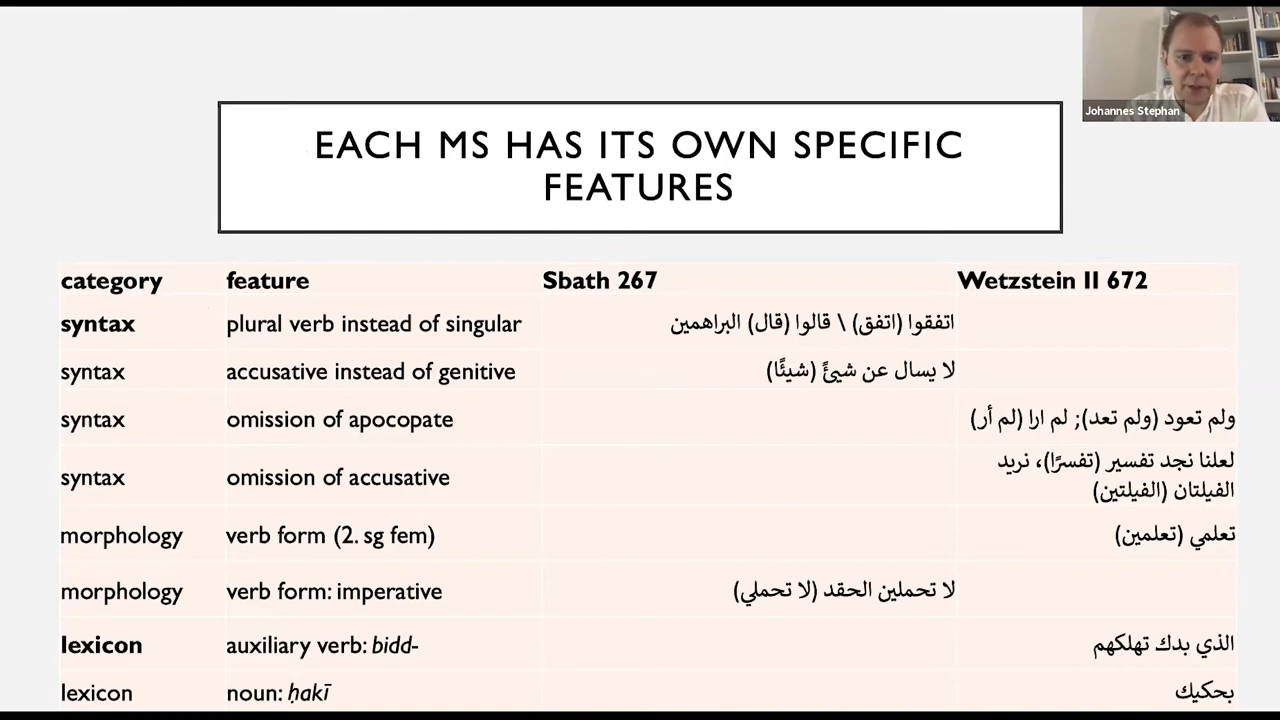 Johannes Stephan
EACH MS HAS ITS OWN SPECIFIC
FEATURES
category feature Sbath 267 Wetzstein II 672
syntax plural verb instead of singular اتفقوا (اتفق) \ قالوا (قال) البراهمين
syntax accusative instead of genitive لا يسال عن شيئً (شيئًا)
syntax omission of apocopate ولم تعود (ولم تعد); لم ارا (لم أر)
syntax omission of accusative لعلنا نجد تفسير (تفسرًا)، نريد
الفيلتان (الفيلتين)
morphology verb form (2. sg fem) تعلمي (تعلمين)
morphology verb form: imperative لا تحملين الحقد (لا تحملي)
lexicon auxiliary verb: bidd- الذي بدك تهلكهم
lexicon noun: ḥakī بحكيك